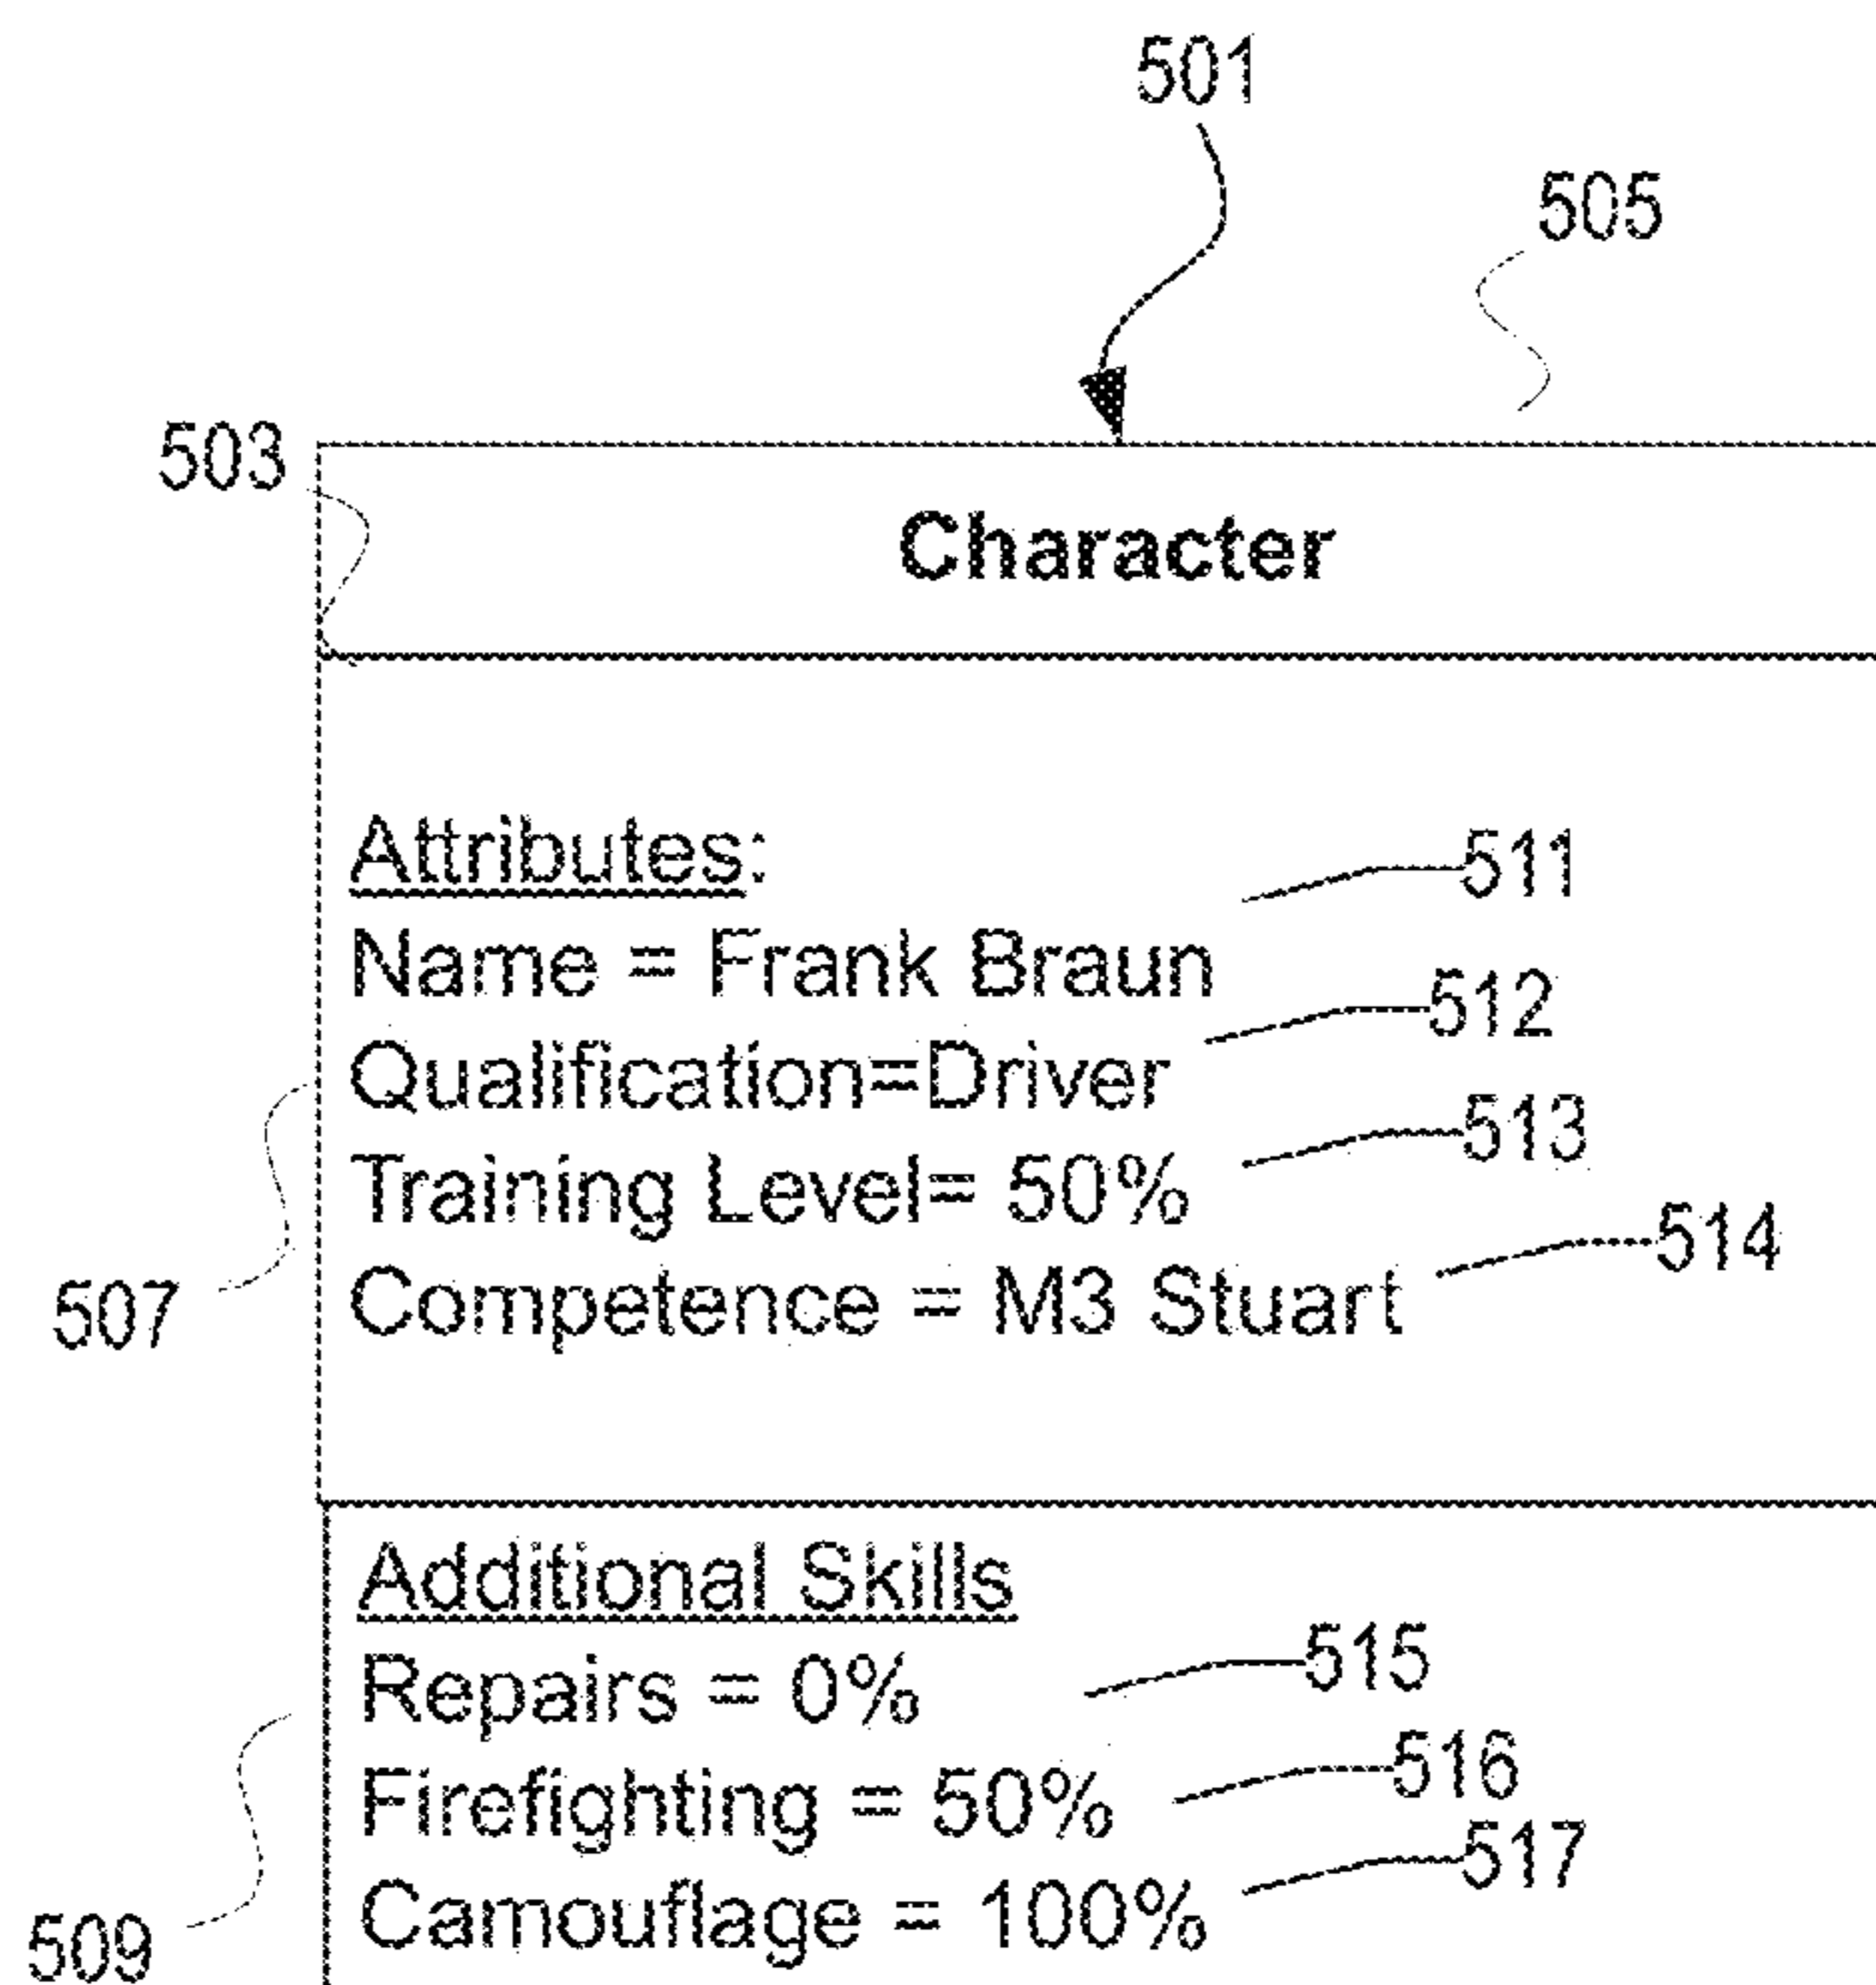 501
505
503
Character
Attributes:
511
Name = Frank Braun
512
Qualification=Driver
513
Training Level= 50%
514
507
Competence = M3 Stuart
Additional Skills
515
Repairs = 0%
516
Firefighting = 50%
517
Camouflage = 100%
509